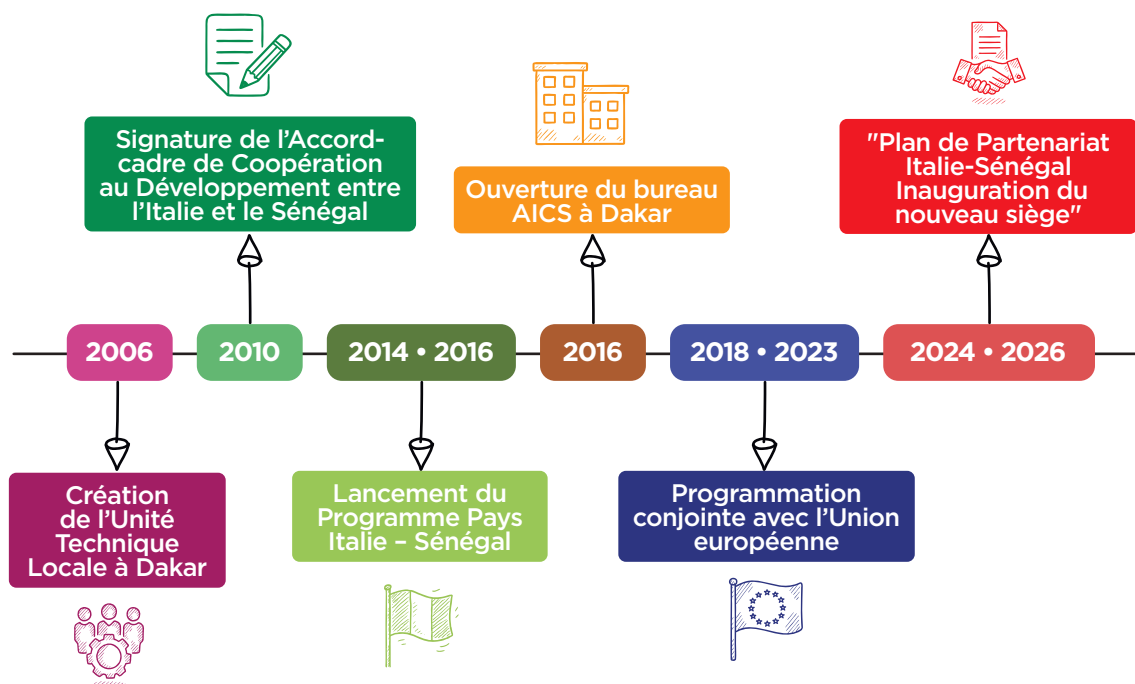 Signature de l’Accord-
cadre de Coopération
au Développement entre
l’Italie et le Sénégal
Ouverture du bureau
AICS à Dakar
"Plan de Partenariat
Italie-Sénégal
Inauguration du
nouveau siège"
2006
2010
2014 • 2016
2016
2018 • 2023
2024 • 2026
Création
de l’Unité
Technique
Locale à Dakar
Lancement du
Programme Pays
Italie – Sénégal
Programmation
conjointe avec l’Union
européenne